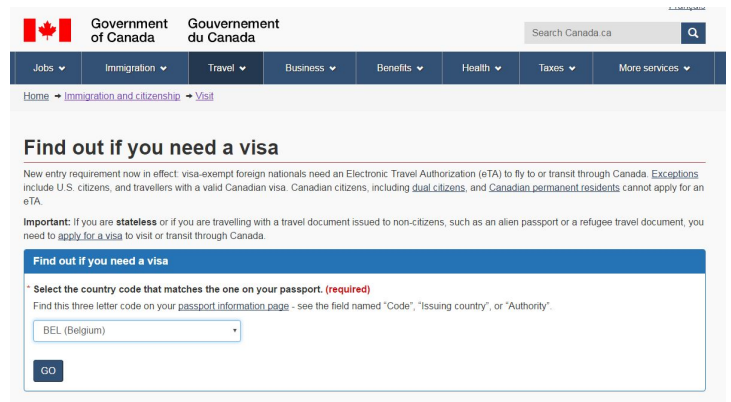 Français
Government of Canada
Gouvernement du Canada
Search Canada.ca
Jobs Immigration Travel Business Benefits Health Taxes More services
Home → Immigration and citizenship → Visit
Find out if you need a visa
New entry requirement now in effect: visa-exempt foreign nationals need an Electronic Travel Authorization (eTA) to fly to or transit through Canada. Exceptions
include U.S. citizens, and travellers with a valid Canadian visa. Canadian citizens, including dual citizens, and Canadian permanent residents cannot apply for an
eTA.
Important: If you are stateless or if you are travelling with a travel document issued to non-citizens, such as an alien passport or a refugee travel document, you
need to apply for a visa to visit or transit through Canada.
Find out if you need a visa
* Select the country code that matches the one on your passport. (required)
Find this three letter code on your passport information page - see the field named "Code", "Issuing country", or "Authority".
BEL (Belgium)
GO